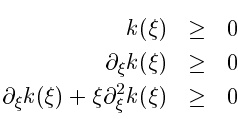 k(ξ) ≥ 0
∂_ξ k(ξ) ≥ 0
∂_ξ k(ξ) + ξ∂_ξ^2 k(ξ) ≥ 0